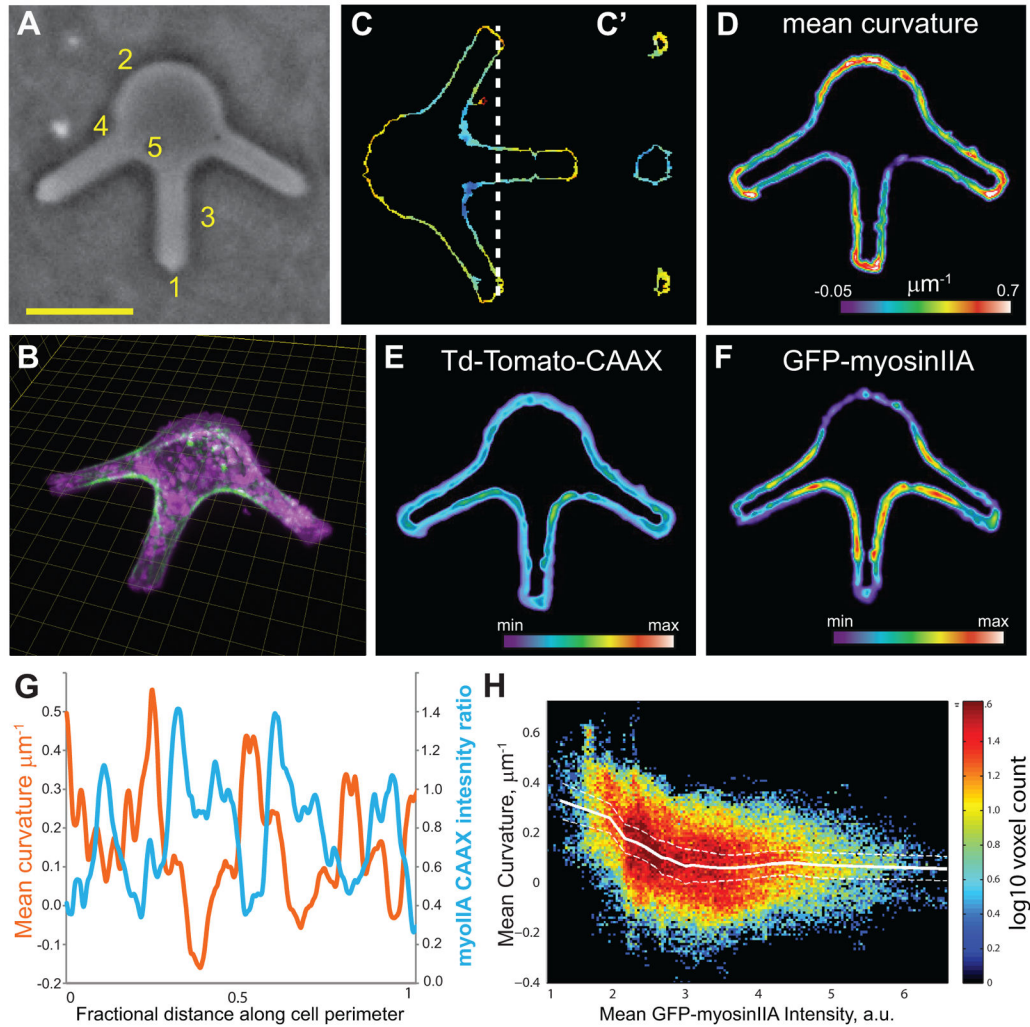 A
2
4
5
3
1
C
C’
D
mean curvature
μm-1
-0.05
0.7
B
E
Td-Tomato-CAAX
min
max
F
GFP-myosinIIA
min
max
G
Mean curvature μm-1
0.5
0.4
0.3
0.2
0.1
0.0
-0.1
-0.2
1.4
1.2
1.0
0.8
0.6
0.4
0.2
0.0
myoIIA CAAX intesnity ratio
0
0.5
1
Fractional distance along cell perimeter
H
Mean Curvature, μm-1
0.6
0.4
0.2
0
−0.2
−0.4
1
2
3
4
5
6
Mean GFP-myosinIIA Intensity, a.u.
1.6
1.4
1.2
1.0
0.8
0.6
0.4
0.2
0
log10 voxel count